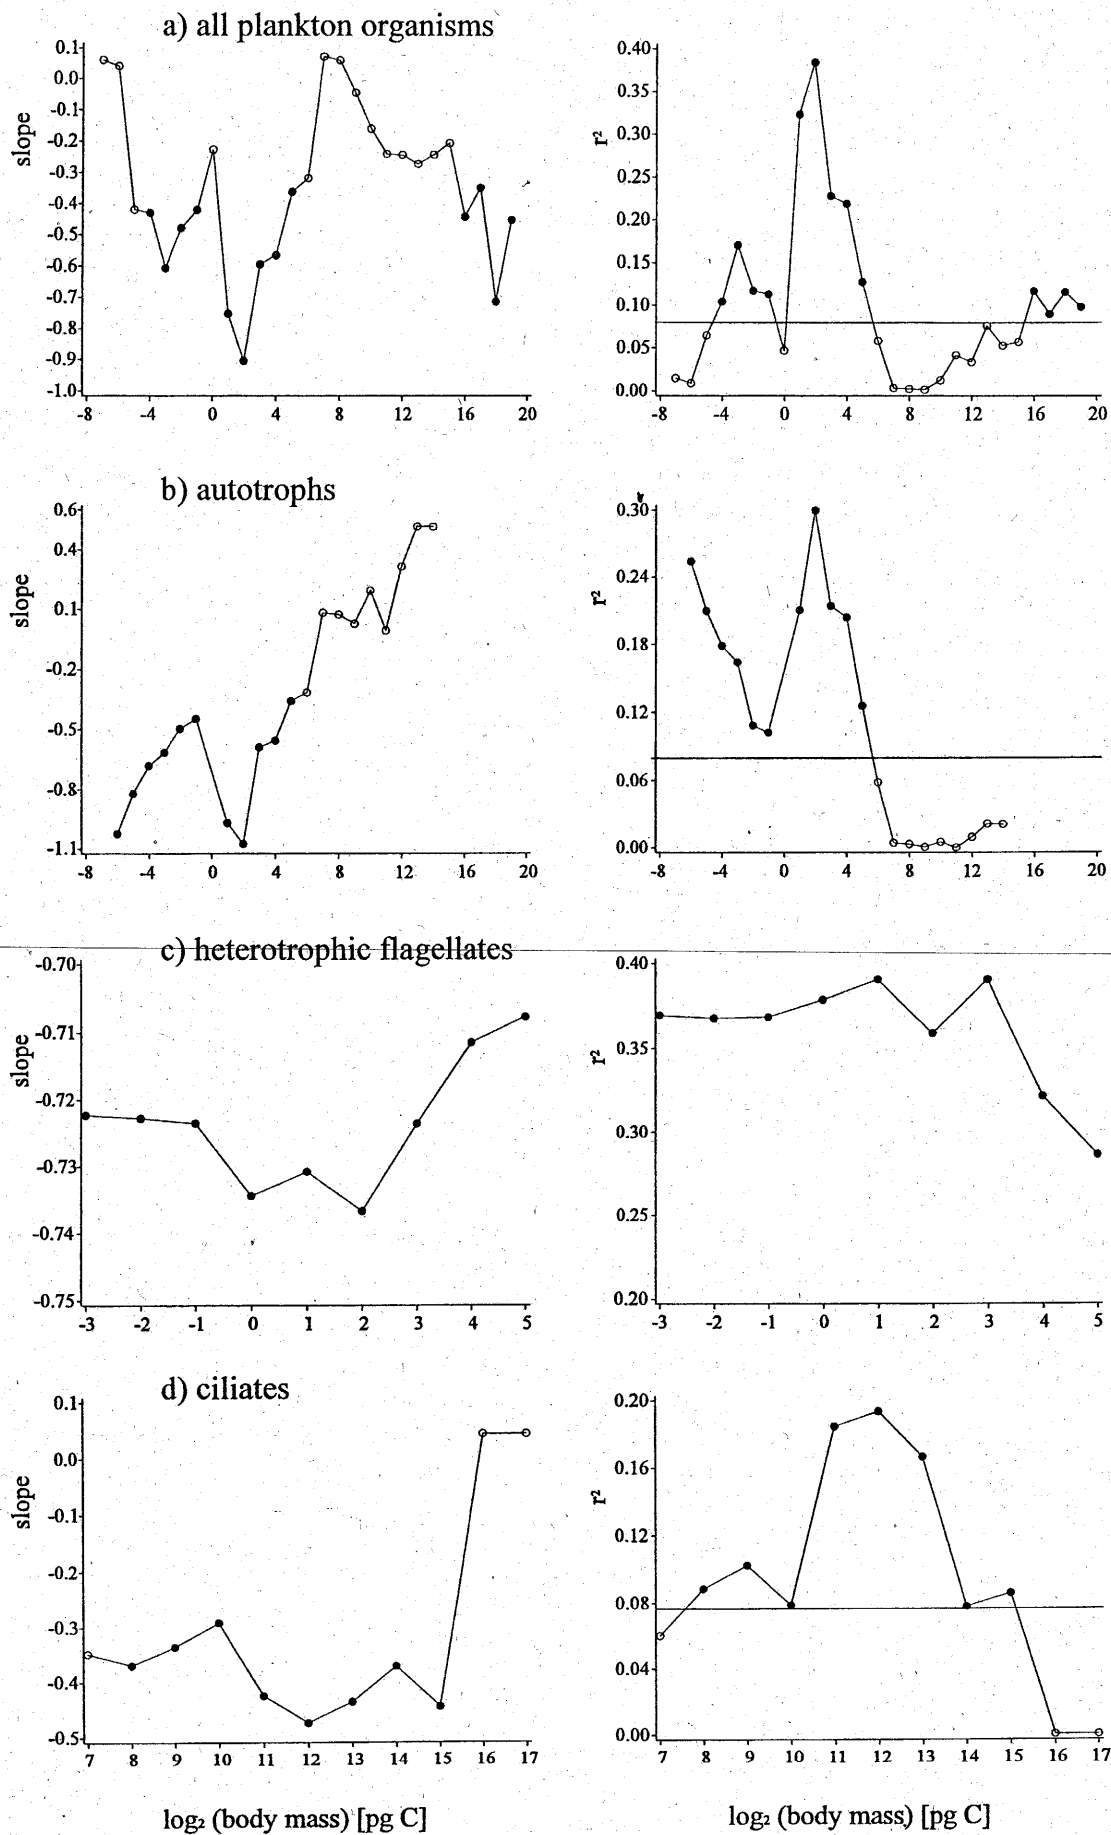 a) all plankton organisms
slope
0.1
0.0
-0.1
-0.2
-0.3
-0.4
-0.5
-0.6
-0.7
-0.8
-0.9
-1.0
-8 -4 0 4 8 12 16 20
r²
0.40
0.35
0.30
0.25
0.20
0.15
0.10
0.05
0.00
-8 -4 0 4 8 12 16 20
b) autotrophs
slope
0.6
0.4
0.1
-0.2
-0.5
-0.8
-1.1
-8 -4 0 4 8 12 16 20
r²
0.30
0.24
0.18
0.12
0.06
0.00
-8 -4 0 4 8 12 16 20
c) heterotrophic flagellates
slope
-0.70
-0.71
-0.72
-0.73
-0.74
-0.75
-3 -2 -1 0 1 2 3 4 5
r²
0.40
0.35
0.30
0.25
0.20
-3 -2 -1 0 1 2 3 4 5
d) ciliates
slope
0.1
0.0
-0.1
-0.2
-0.3
-0.4
-0.5
7 8 9 10 11 12 13 14 15 16 17
log₂ (body mass) [pg C]
r²
0.20
0.16
0.12
0.08
0.04
0.00
7 8 9 10 11 12 13 14 15 16 17
log₂ (body mass) [pg C]